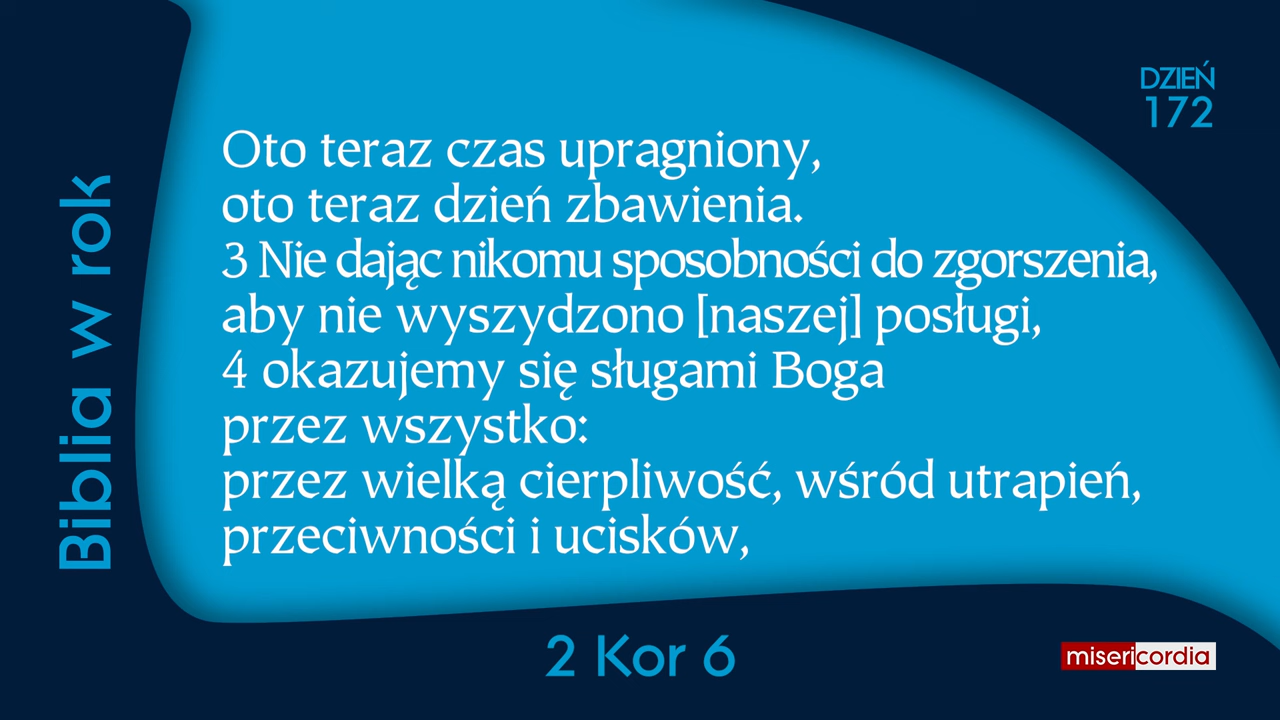 DZIEŃ
172
Biblia w rok
Oto teraz czas upragniony,
oto teraz dzień zbawienia.
3 Nie dając nikomu sposobności do zgorszenia,
aby nie wyszydzono [naszej] posługi,
4 okazujemy się sługami Boga
przez wszystko:
przez wielką cierpliwość, wśród utrapień,
przeciwności i ucisków,
2 Kor 6
misericordia